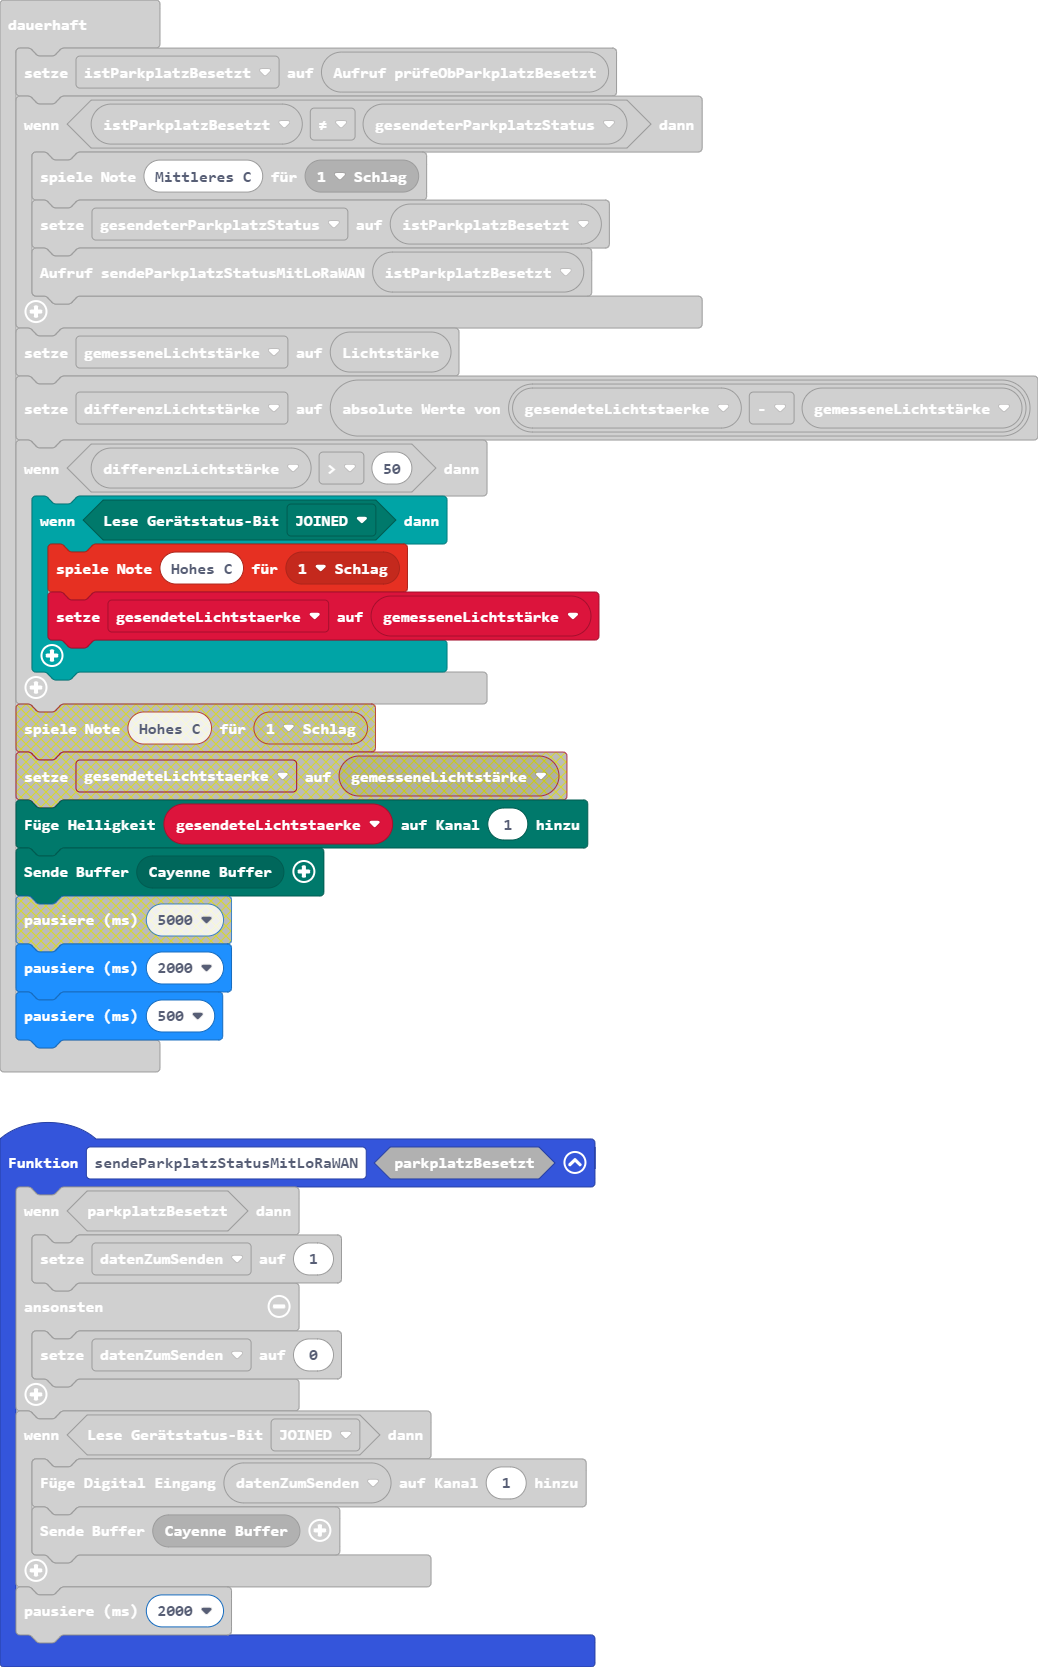 dauerhaft
setze istParkplatzBesetzt auf Aufruf prüfeObParkplatzBesetzt
wenn istParkplatzBesetzt ≠ gesendeterParkplatzStatus dann
spiele Note Mittleres C für 1 Schlag
setze gesendeterParkplatzStatus auf istParkplatzBesetzt
Aufruf sendeParkplatzStatusMitLoRaWAN istParkplatzBesetzt
setze gemesseneLichtstärke auf Lichtstärke
setze differenzLichtstärke auf absolute Werte von gesendeteLichtstaerke - gemesseneLichtstärke
wenn differenzLichtstärke > 50 dann
wenn Lese Gerätstatus-Bit JOINED dann
spiele Note Hohes C für 1 Schlag
setze gesendeteLichtstaerke auf gemesseneLichtstärke
spiele Note Hohes C für 1 Schlag
setze gesendeteLichtstaerke auf gemesseneLichtstärke
Füge Helligkeit gesendeteLichtstaerke auf Kanal 1 hinzu
Sende Buffer Cayenne Buffer
pausiere (ms) 5000
pausiere (ms) 2000
pausiere (ms) 500
Funktion sendeParkplatzStatusMitLoRaWAN parkplatzBesetzt
wenn parkplatzBesetzt dann
setze datenZumSenden auf 1
ansonsten
setze datenZumSenden auf 0
wenn Lese Gerätstatus-Bit JOINED dann
Füge Digital Eingang datenZumSenden auf Kanal 1 hinzu
Sende Buffer Cayenne Buffer
pausiere (ms) 2000